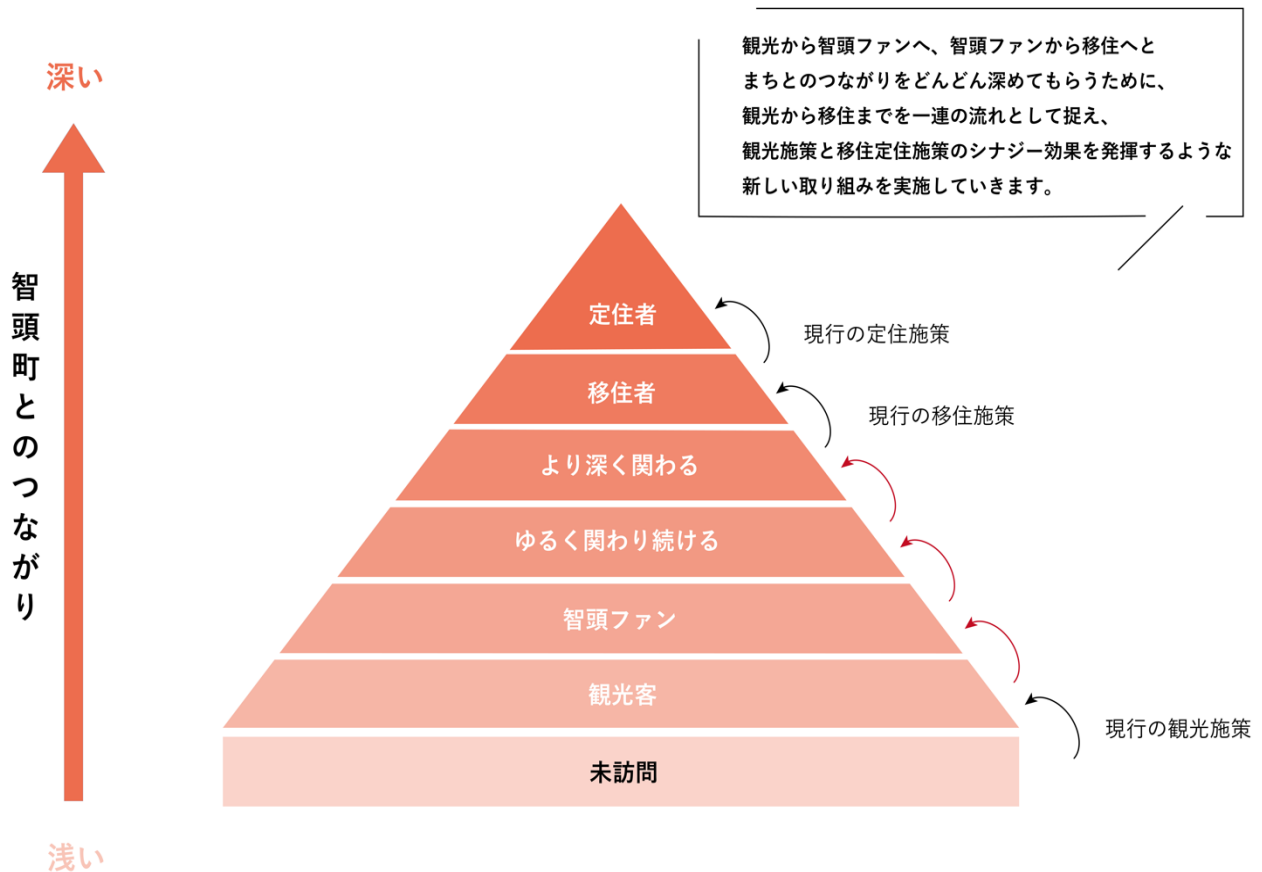 観光から智頭ファンへ、智頭ファンから移住へと
まちとのつながりをどんどん深めてもらうために、
観光から移住までを一連の流れとして捉え、
観光施策と移住定住施策のシナジー効果を発揮するような
新しい取り組みを実施していきます。
深い
智頭町とのつながり
浅い
定住者
現行の定住施策
移住者
現行の移住施策
より深く関わる
ゆるく関わり続ける
智頭ファン
観光客
現行の観光施策
未訪問